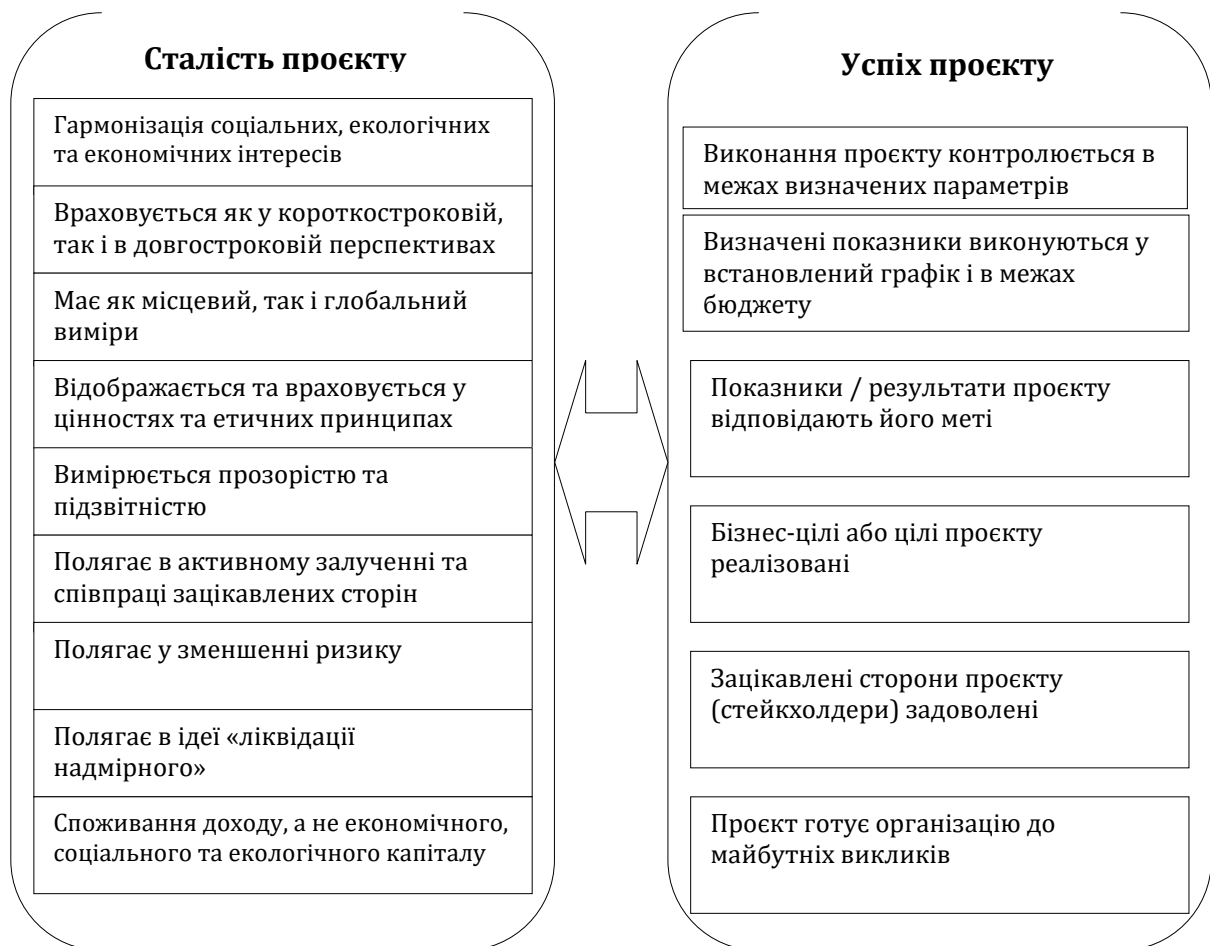 Сталість проєкту
Гармонізація соціальних, екологічних
та економічних інтересів
Враховується як у короткостроковій,
так і в довгостроковій перспективах
Має як місцевий, так і глобальний
виміри
Відображається та враховується у
цінностях та етичних принципах
Вимірюється прозорістю та
підзвітністю
Полягає в активному залученні та
співпраці зацікавлених сторін
Полягає у зменшенні ризику
Полягає в ідеї «ліквідації
надмірного»
Споживання доходу, а не економічного,
соціального та екологічного капіталу
Успіх проєкту
Виконання проєкту контролюється в
межах визначених параметрів
Визначені показники виконуються у
встановлений графік і в межах
бюджету
Показники / результати проєкту
відповідають його меті
Бізнес-цілі або цілі проєкту
реалізовані
Зацікавлені сторони проєкту
(стейкхолдери) задоволені
Проєкт готує організацію до
майбутніх викликів